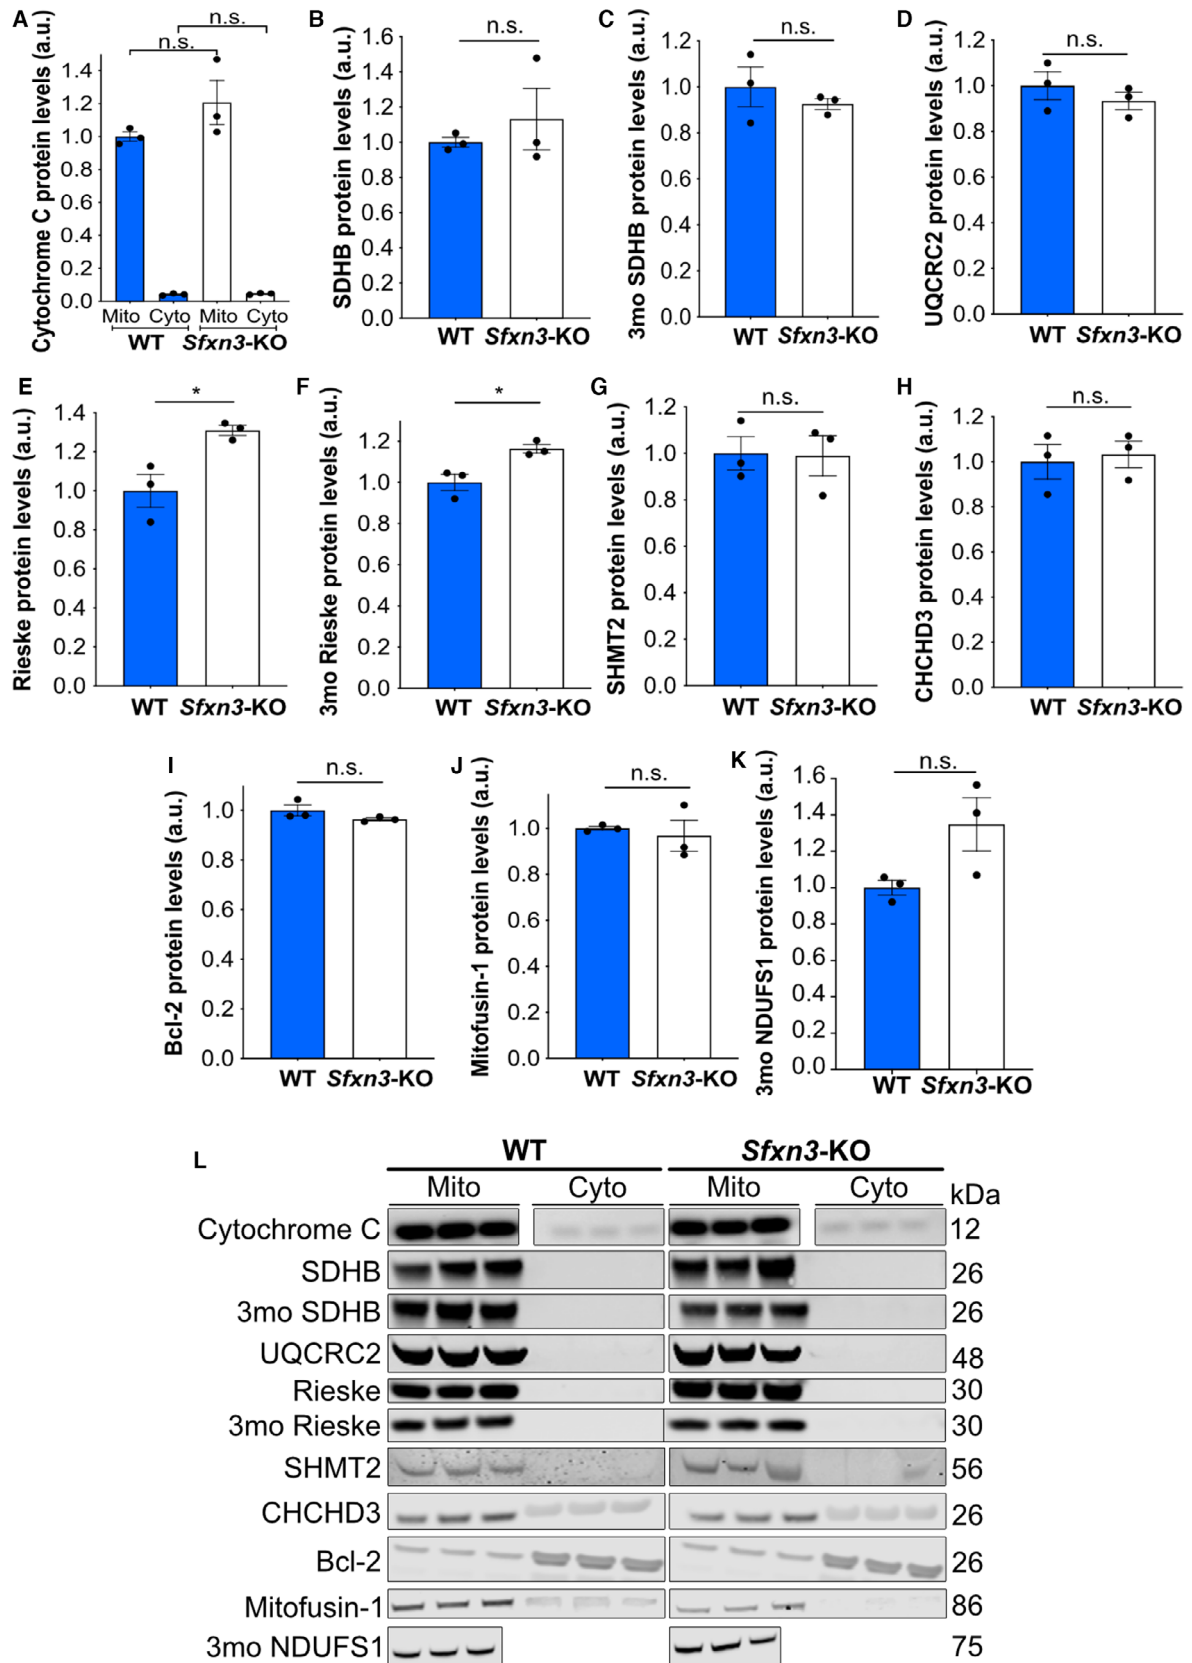 A
Cytochrome C protein levels (a.u.)
n.s.
n.s.
1.4
1.2
1.0
0.8
0.6
0.4
0.2
0.0
Mito Cyto Mito Cyto
WT Sfxn3-KO
B
SDHB protein levels (a.u.)
n.s.
1.6
1.4
1.2
1.0
0.8
0.6
0.4
0.2
0.0
WT Sfxn3-KO
C
3mo SDHB protein levels (a.u.)
n.s.
1.2
1.0
0.8
0.6
0.4
0.2
0.0
WT Sfxn3-KO
D
UQCRC2 protein levels (a.u.)
n.s.
1.2
1.0
0.8
0.6
0.4
0.2
0.0
WT Sfxn3-KO
E
Rieske protein levels (a.u.)
*
1.4
1.2
1.0
0.8
0.6
0.4
0.2
0.0
WT Sfxn3-KO
F
3mo Rieske protein levels (a.u.)
*
1.2
1.0
0.8
0.6
0.4
0.2
0.0
WT Sfxn3-KO
G
SHMT2 protein levels (a.u.)
n.s.
1.2
1.0
0.8
0.6
0.4
0.2
0.0
WT Sfxn3-KO
H
CHCHD3 protein levels (a.u.)
n.s.
1.2
1.0
0.8
0.6
0.4
0.2
0.0
WT Sfxn3-KO
I
Bcl-2 protein levels (a.u.)
n.s.
1.0
0.8
0.6
0.4
0.2
0.0
WT Sfxn3-KO
J
Mitofusin-1 protein levels (a.u.)
n.s.
1.0
0.8
0.6
0.4
0.2
0.0
WT Sfxn3-KO
K
3mo NDUFS1 protein levels (a.u.)
n.s.
1.6
1.4
1.2
1.0
0.8
0.6
0.4
0.2
0.0
WT Sfxn3-KO
L
WT Sfxn3-KO
Mito Cyto Mito Cyto kDa
Cytochrome C 12
SDHB 26
3mo SDHB 26
UQCRC2 48
Rieske 30
3mo Rieske 30
SHMT2 56
CHCHD3 26
Bcl-2 26
Mitofusin-1 86
3mo NDUFS1 75